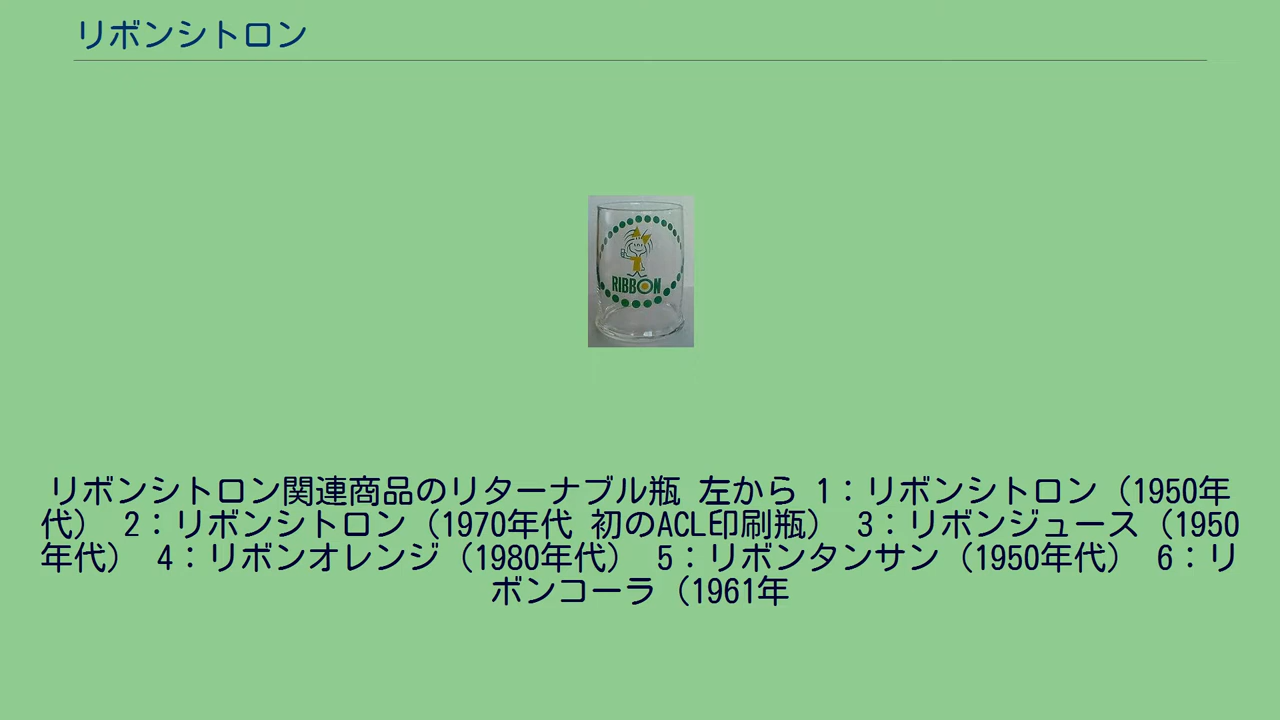 リボンシトロン
RIBBON
リボンシトロン関連商品のリターナブル瓶 左から 1：リボンシトロン（1950年
代） 2：リボンシトロン（1970年代 初のACL印刷瓶） 3：リボンジュース（1950
年代） 4：リボンオレンジ（1980年代） 5：リボンタンサン（1950年代） 6：リ
ボンコーラ（1961年